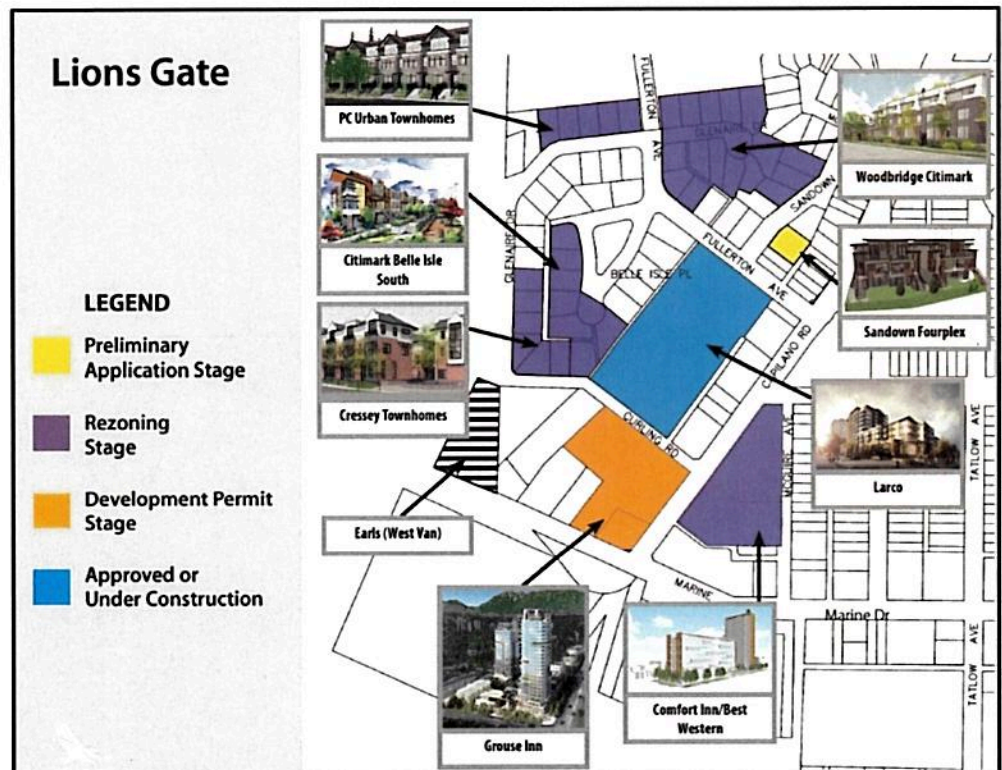 Lions Gate
LEGEND
Preliminary
Application Stage
Rezoning
Stage
Development Permit
Stage
Approved or
Under Construction
PC Urban Townhomes
Citimark Belle Isle
South
Cressey Townhomes
Earls (West Van)
Grouse Inn
Comfort Inn/Best
Western
Larco
Sandown Fourplex
Woodbridge Citimark
FULLERTON
AVE
GLENAIRE DR
SANDOWN
GLENAIRE DR
BELLE ISLE PL
FULLERTON
AVE
CAPILANO RD
CURLING RD
MCGUIRE AVE
TATLOW AVE
MARINE
Marine Dr
TATLOW AVE